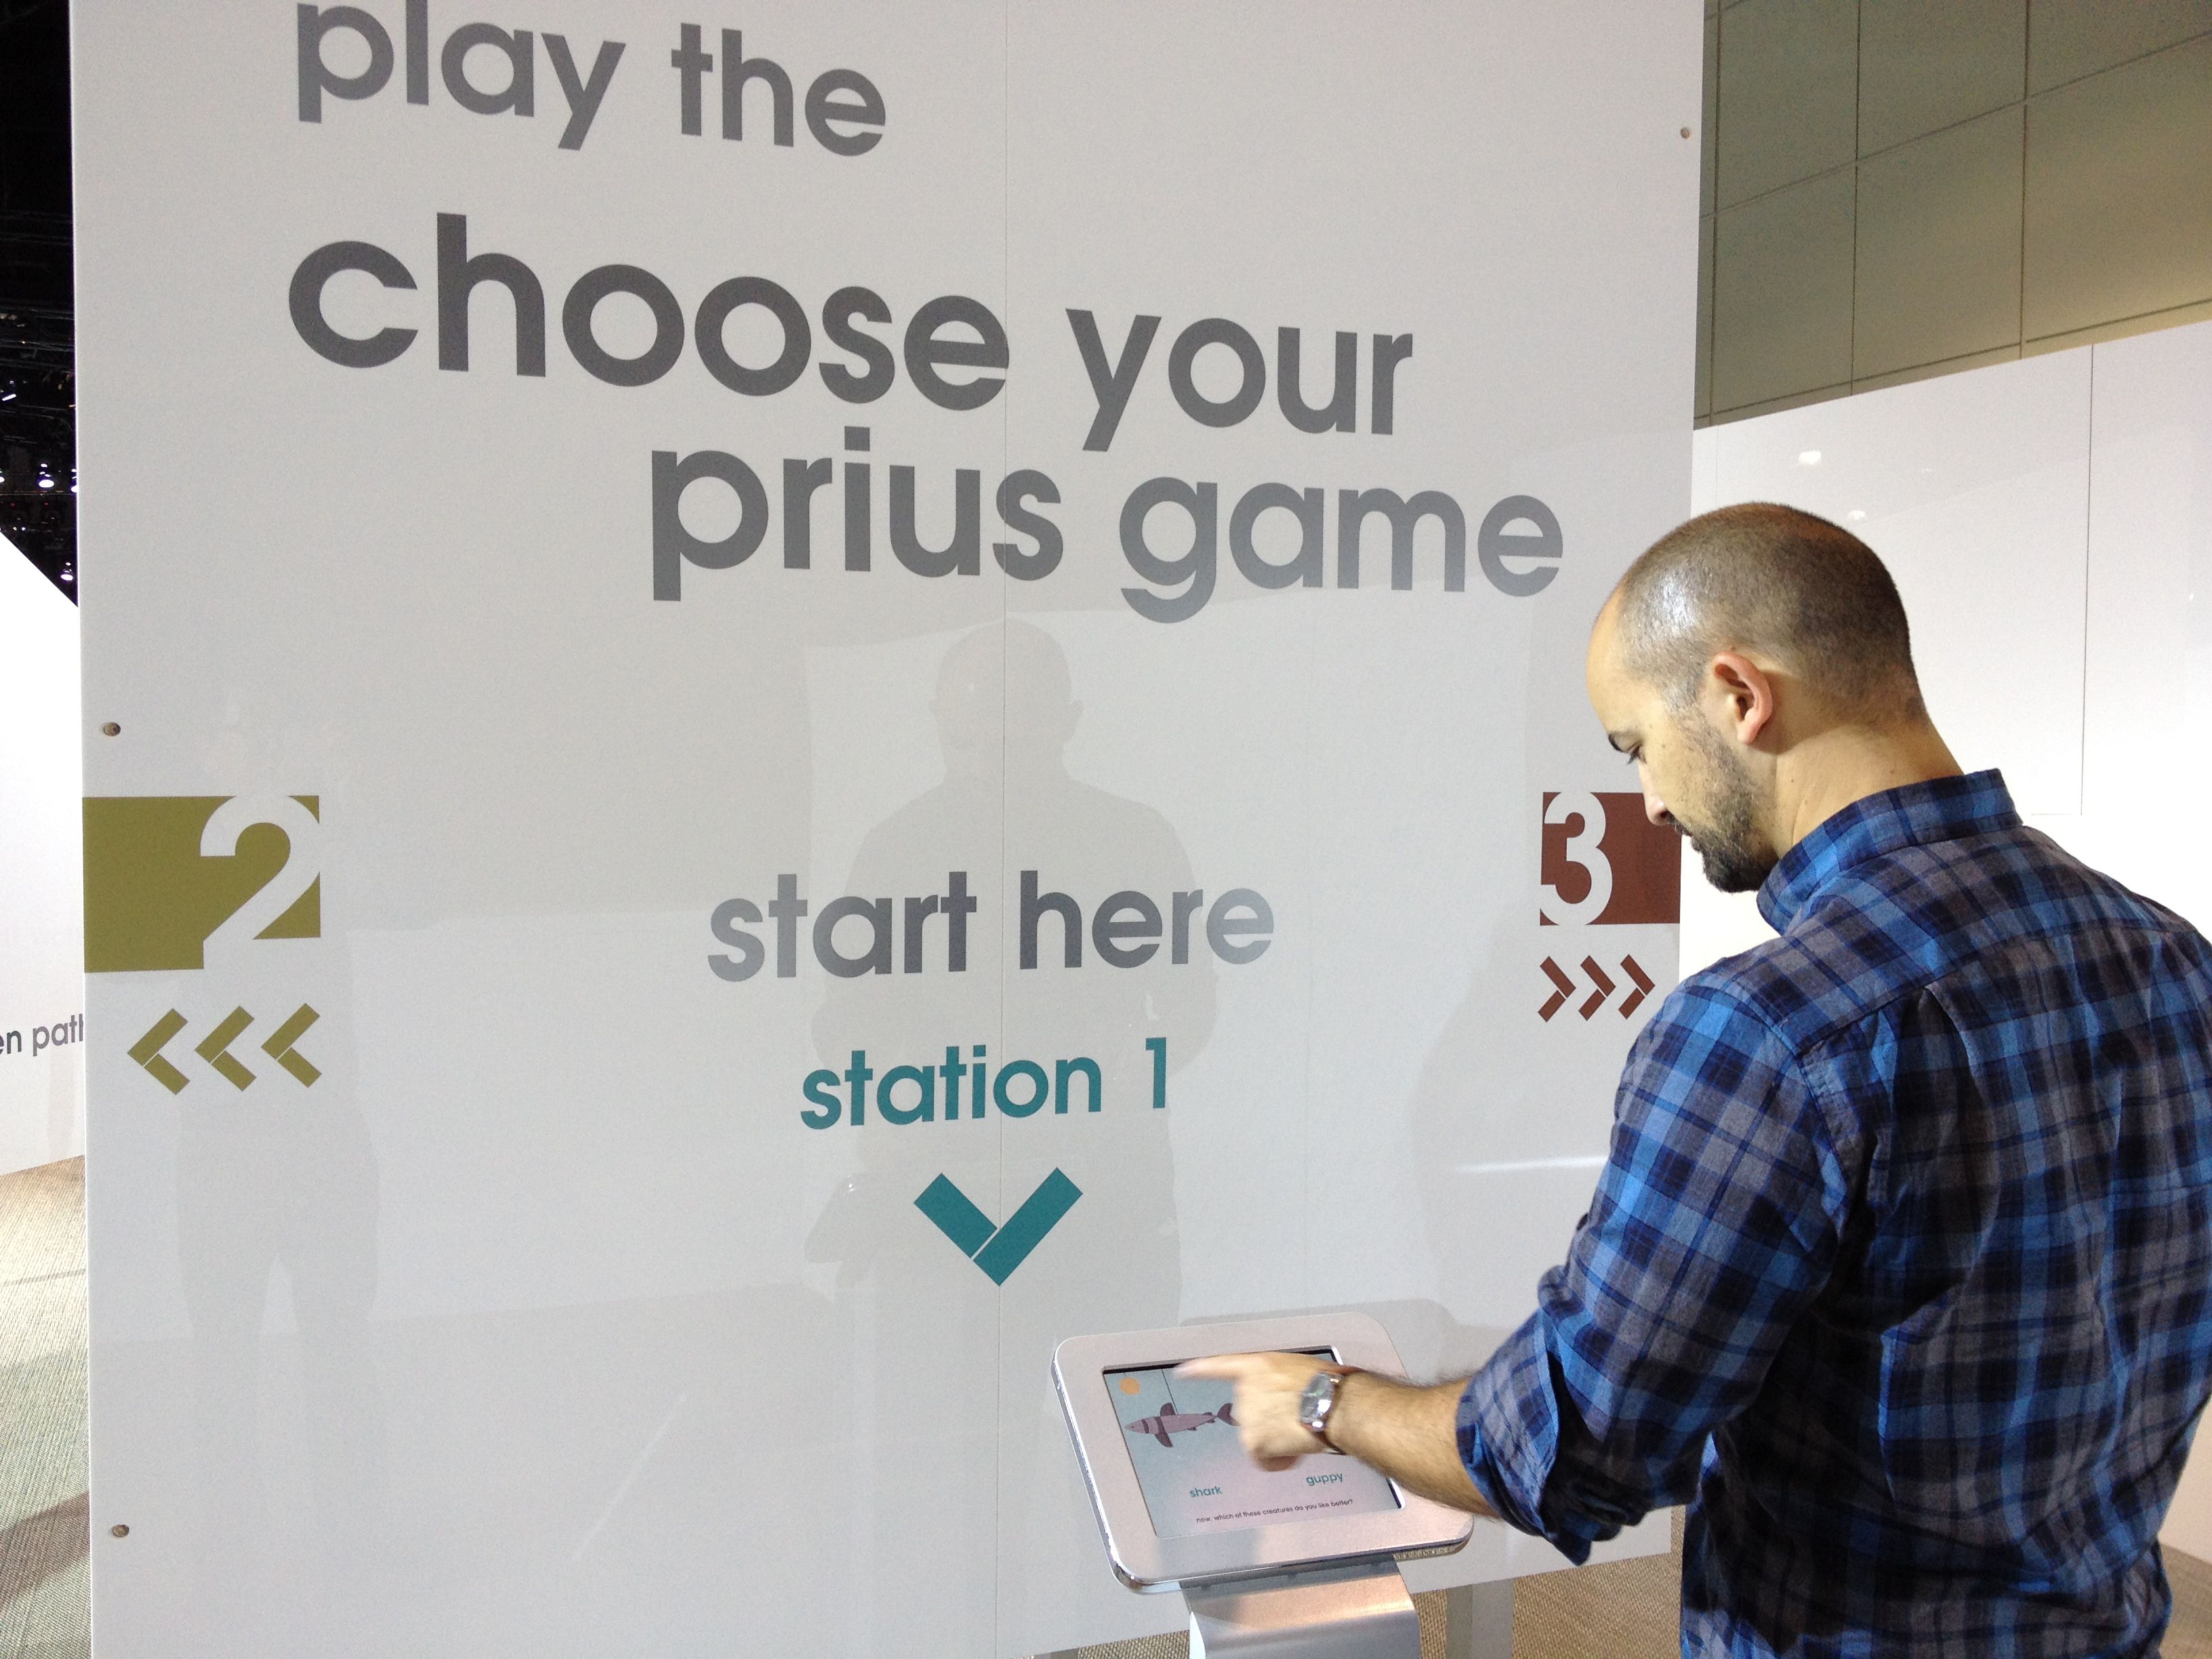 play the
choose your
prius game
2
3
start here
station 1
en path
shark
guppy
now, which of these creatures do you like better?